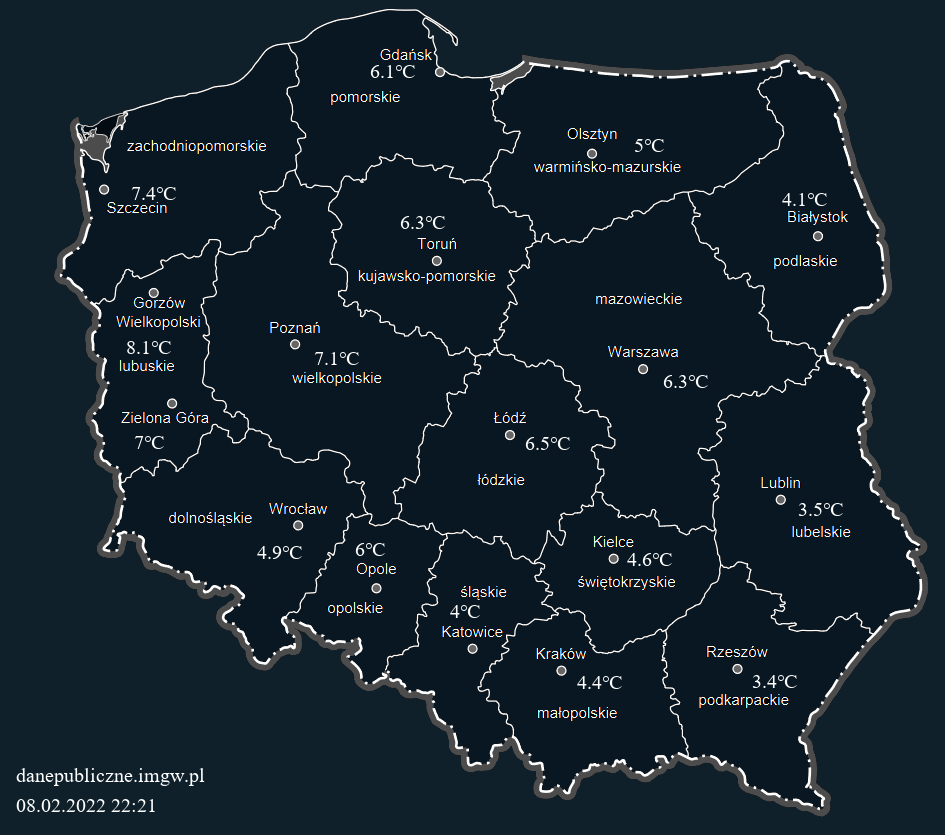 Gdańsk
6.1°C
pomorskie
Olsztyn
5°C
warmińsko-mazurskie
zachodniopomorskie
7.4°C
Szczecin
4.1°C
Białystok
podlaskie
6.3°C
Toruń
kujawsko-pomorskie
Gorzów
Wielkopolski
8.1°C
lubuskie
mazowieckie
Poznań
7.1°C
wielkopolskie
Warszawa
6.3°C
Zielona Góra
7°C
Łódź
6.5°C
łódzkie
Lublin
3.5°C
lubelskie
Wrocław
dolnośląskie
4.9°C
6°C
Opole
opolskie
Kielce
4.6°C
świętokrzyskie
śląskie
4°C
Katowice
Kraków
4.4°C
małopolskie
Rzeszów
3.4°C
podkarpackie
danepubliczne.imgw.pl
08.02.2022 22:21